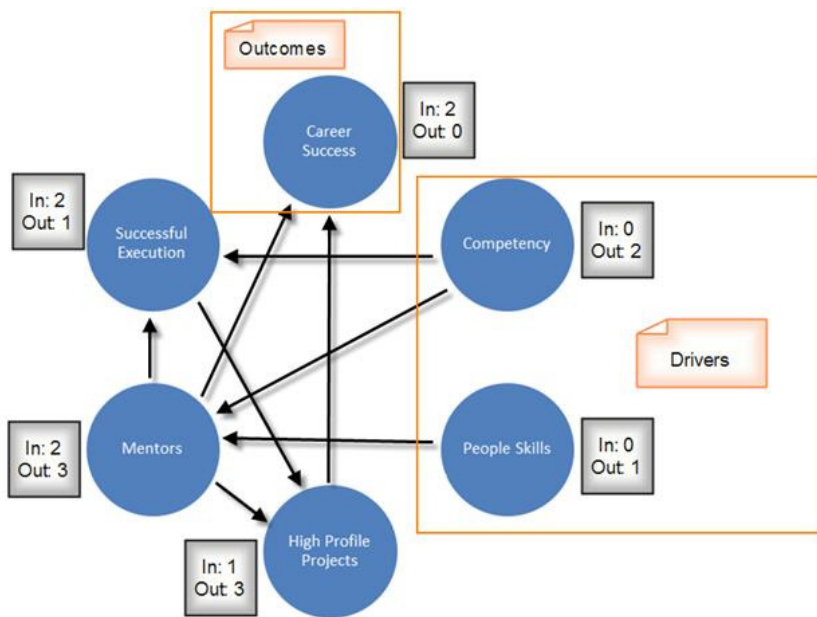 Outcomes
Career
Success
In: 2
Out: 0
In: 2
Out: 1
Successful
Execution
Competency
In: 0
Out: 2
Drivers
In: 2
Out: 3
Mentors
People Skills
In: 0
Out: 1
High Profile
Projects
In: 1
Out: 3